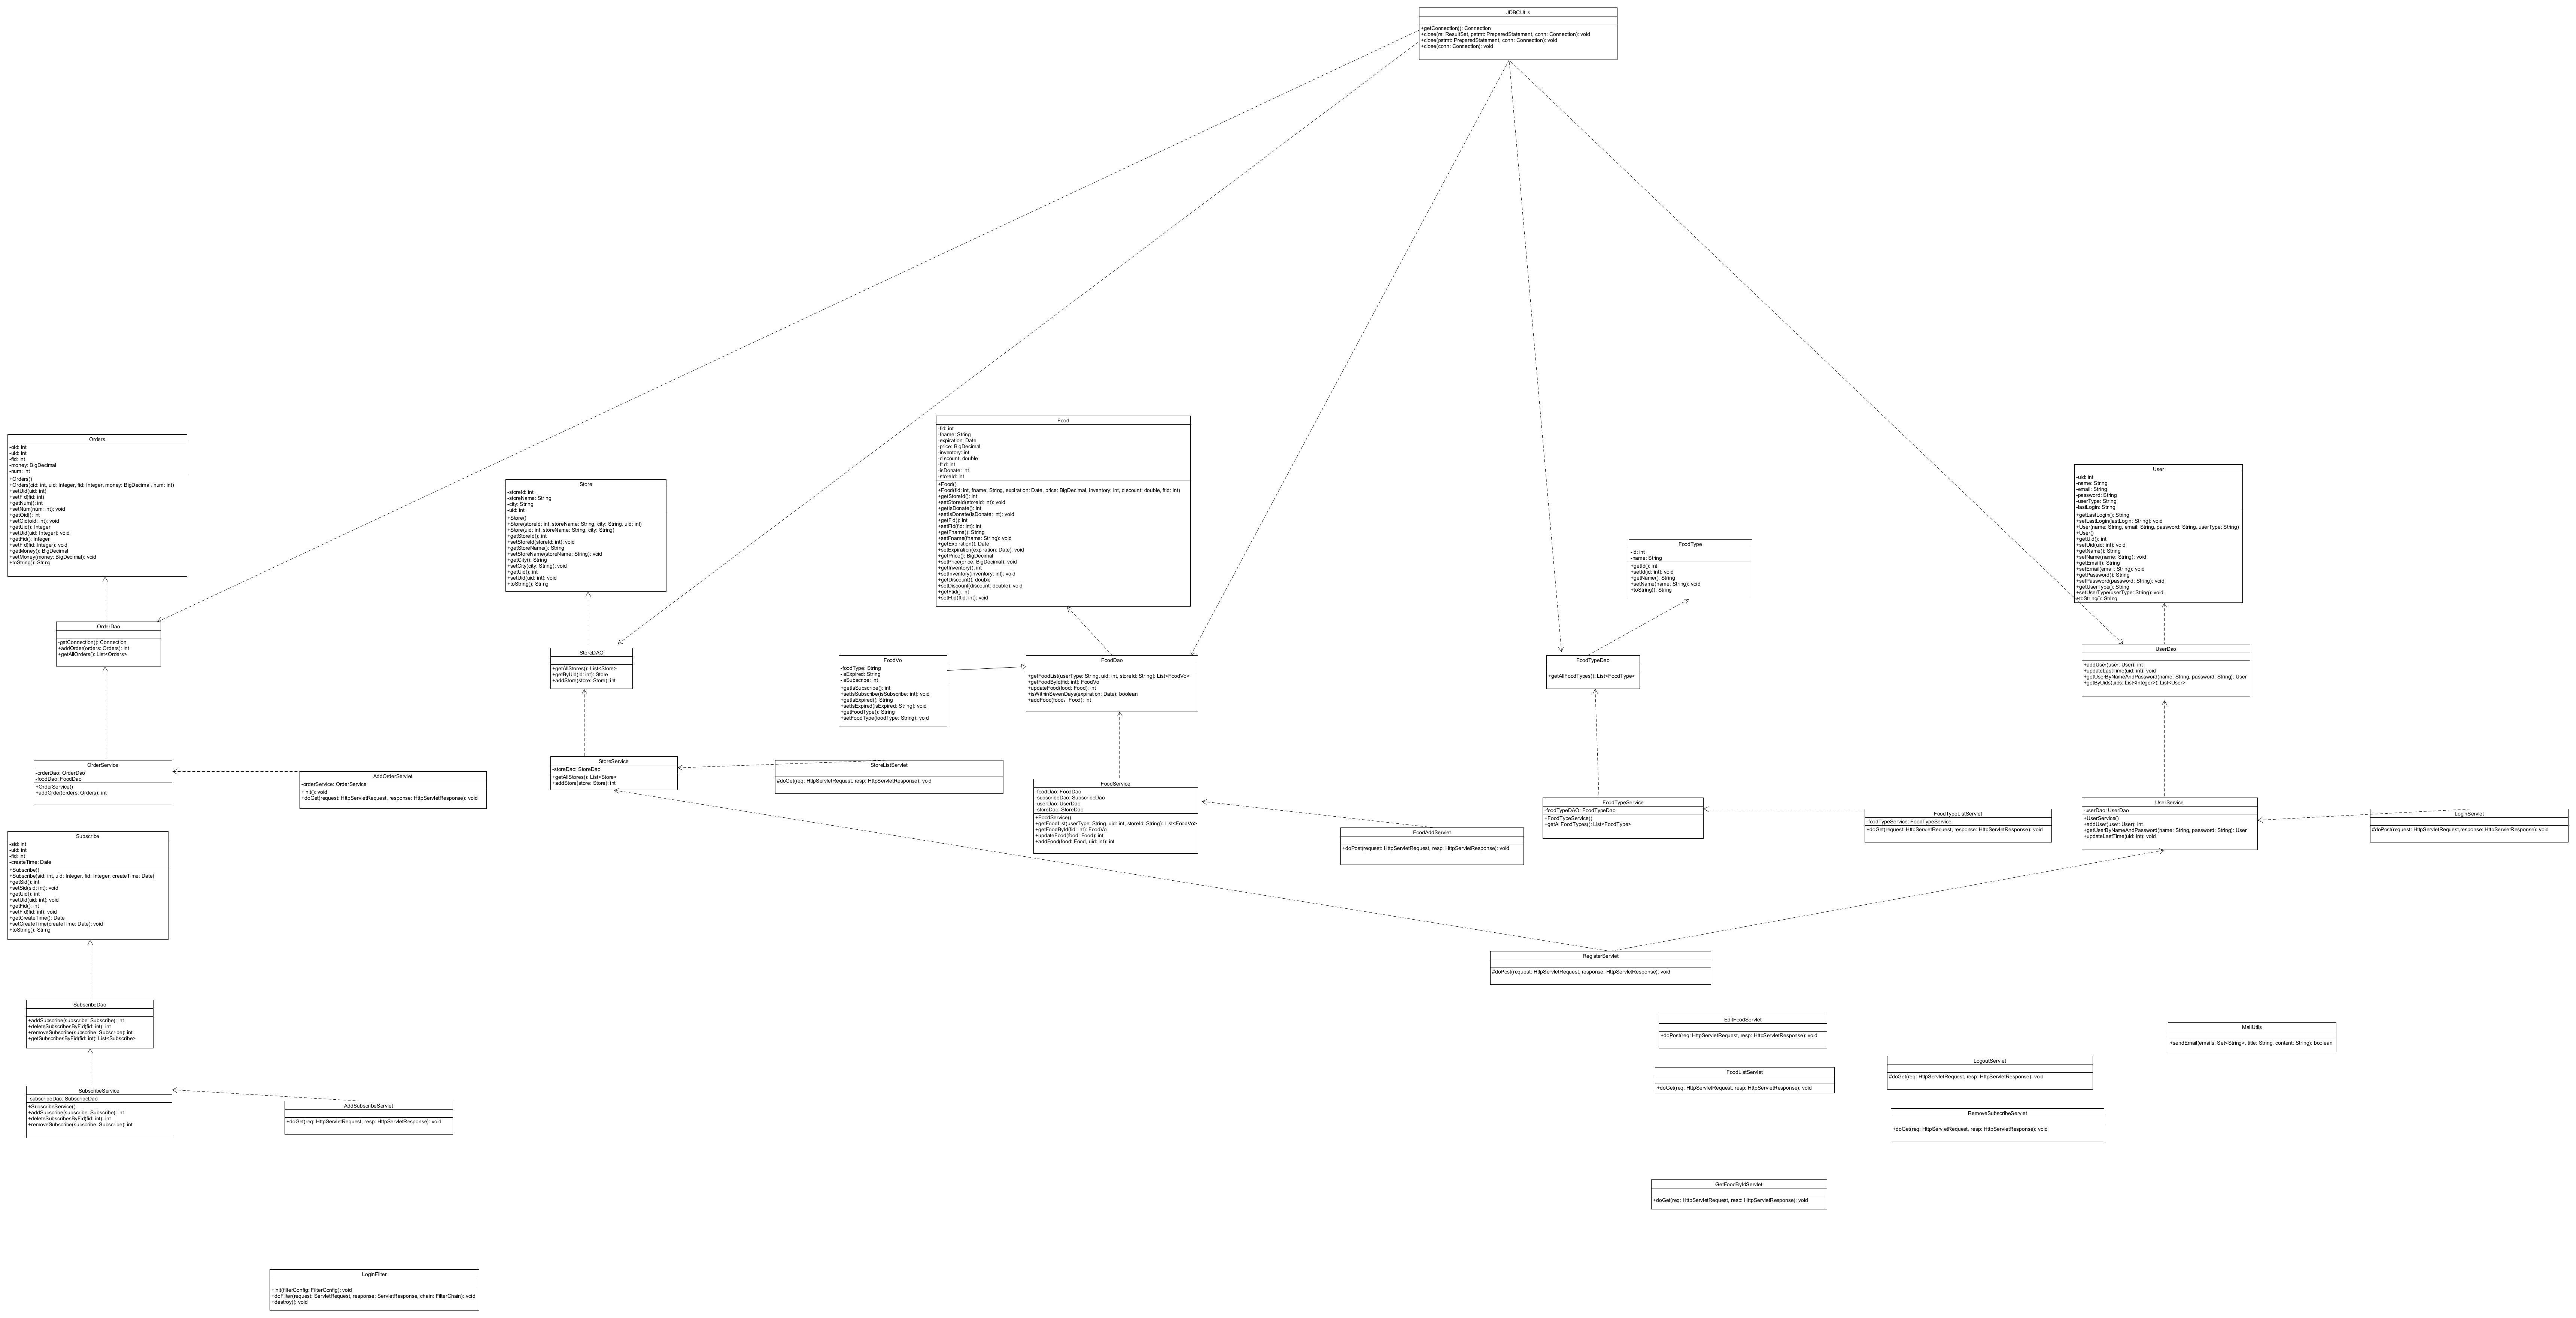 JDBCUtils
+getConnection(): Connection
+close(rs: ResultSet, pstmt: PreparedStatement, conn: Connection): void
+close(pstmt: PreparedStatement, conn: Connection): void
+close(conn: Connection): void
Orders
-oid: int
-uid: int
-fid: int
-money: BigDecimal
-num: int
+Orders()
+Orders(oid: int, uid: Integer, fid: Integer, money: BigDecimal, num: int)
+setUid(uid: int)
+setFid(fid: int)
+getNum(): int
+setNum(num: int): void
+getOid(): int
+setOid(oid: int): void
+getUid(): Integer
+setUid(uid: Integer): void
+getFid(): Integer
+setFid(fid: Integer): void
+getMoney(): BigDecimal
+setMoney(money: BigDecimal): void
+toString(): String
Store
-storeId: int
-storeName: String
-city: String
-uid: int
+Store()
+Store(storeId: int, storeName: String, city: String, uid: int)
+Store(uid: int, storeName: String, city: String)
+getStoreId(): int
+setStoreId(storeId: int): void
+getStoreName(): String
+setStoreName(storeName: String): void
+getCity(): String
+setCity(city: String): void
+getUid(): int
+setUid(uid: int): void
+toString(): String
Food
-fid: int
-fname: String
-expiration: Date
-price: BigDecimal
-inventory: int
-discount: double
-ftid: int
-isDonate: int
-storeId: int
+Food()
+Food(fid: int, fname: String, expiration: Date, price: BigDecimal, inventory: int, discount: double, ftid: int)
+getStoreId(): int
+setStoreId(storeId: int): void
+getIsDonate(): int
+setIsDonate(isDonate: int): void
+getFid(): int
+setFid(fid: int): int
+getFname(): String
+setFname(fname: String): void
+getExpiration(): Date
+setExpiration(expiration: Date): void
+getPrice(): BigDecimal
+setPrice(price: BigDecimal): void
+getInventory(): int
+setInventory(inventory: int): void
+getDiscount(): double
+setDiscount(discount: double): void
+getFtid(): int
+setFtid(ftid: int): void
FoodType
-id: int
-name: String
+getId(): int
+setId(id: int): void
+getName(): String
+setName(name: String): void
+toString(): String
User
-uid: int
-name: String
-email: String
-password: String
-userType: String
-lastLogin: String
+getLastLogin(): String
+setLastLogin(lastLogin: String): void
+User(name: String, email: String, password: String, userType: String)
+User()
+getUid(): int
+setUid(uid: int): void
+getName(): String
+setName(name: String): void
+getEmail(): String
+setEmail(email: String): void
+getPassword(): String
+setPassword(password: String): void
+getUserType(): String
+setUserType(userType: String): void
+toString(): String
OrderDao
-getConnection(): Connection
+addOrder(orders: Orders): int
+getAllOrders(): List<Orders>
StoreDAO
+getAllStores(): List<Store>
+getByUid(id: int): Store
+addStore(store: Store): int
FoodVo
-foodType: String
-isExpired: String
-isSubscribe: int
+getIsSubscribe(): int
+setIsSubscribe(isSubscribe: int): void
+getIsExpired(): String
+setIsExpired(isExpired: String): void
+getFoodType(): String
+setFoodType(foodType: String): void
FoodDao
+getFoodList(userType: String, uid: int, storeId: String): List<FoodVo>
+getFoodById(fid: int): FoodVo
+updateFood(food: Food): int
+isWithinSevenDays(expiration: Date): boolean
+addFood(food: Food): int
FoodTypeDao
+getAllFoodTypes(): List<FoodType>
UserDao
+addUser(user: User): int
+updateLastTime(uid: int): void
+getUserByNameAndPassword(name: String, password: String): User
+getByUids(uids: List<Integer>): List<User>
OrderService
-orderDao: OrderDao
-foodDao: FoodDao
+OrderService()
+addOrder(orders: Orders): int
AddOrderServlet
-orderService: OrderService
+init(): void
+doGet(request: HttpServletRequest, response: HttpServletResponse): void
StoreService
-storeDao: StoreDao
+getAllStores(): List<Store>
+addStore(store: Store): int
StoreListServlet
#doGet(req: HttpServletRequest, resp: HttpServletResponse): void
FoodService
-foodDao: FoodDao
-subscribeDao: SubscribeDao
-userDao: UserDao
-storeDao: StoreDao
+FoodService()
+getFoodList(userType: String, uid: int, storeId: String): List<FoodVo>
+getFoodById(fid: int): FoodVo
+updateFood(food: Food): int
+addFood(food: Food, uid: int): int
FoodAddServlet
+doPost(request: HttpServletRequest, resp: HttpServletResponse): void
FoodTypeService
-foodTypeDAO: FoodTypeDao
+FoodTypeService()
+getAllFoodTypes(): List<FoodType>
FoodTypeListServlet
-foodTypeService: FoodTypeService
+doGet(request: HttpServletRequest, response: HttpServletResponse): void
UserService
-userDao: UserDao
+UserService()
+addUser(user: User): int
+getUserByNameAndPassword(name: String, password: String): User
+updateLastTime(uid: int): void
LoginServlet
#doPost(request: HttpServletRequest,response: HttpServletResponse): void
Subscribe
-sid: int
-uid: int
-fid: int
-createTime: Date
+Subscribe()
+Subscribe(sid: int, uid: Integer, fid: Integer, createTime: Date)
+getSid(): int
+setSid(sid: int): void
+getUid(): int
+setUid(uid: int): void
+getFid(): int
+setFid(fid: int): void
+getCreateTime(): Date
+setCreateTime(createTime: Date): void
+toString(): String
RegisterServlet
#doPost(request: HttpServletRequest, response: HttpServletResponse): void
SubscribeDao
+addSubscribe(subscribe: Subscribe): int
+deleteSubscribesByFid(fid: int): int
+removeSubscribe(subscribe: Subscribe): int
+getSubscribesByFid(fid: int): List<Subscribe>
EditFoodServlet
+doPost(req: HttpServletRequest, resp: HttpServletResponse): void
MailUtils
+sendEmail(emails: Set<String>, title: String, content: String): boolean
LogoutServlet
#doGet(req: HttpServletRequest, resp: HttpServletResponse): void
FoodListServlet
+doGet(req: HttpServletRequest, resp: HttpServletResponse): void
SubscribeService
-subscribeDao: SubscribeDao
+SubscribeService()
+addSubscribe(subscribe: Subscribe): int
+deleteSubscribesByFid(fid: int): int
+removeSubscribe(subscribe: Subscribe): int
AddSubscribeServlet
+doGet(req: HttpServletRequest, resp: HttpServletResponse): void
RemoveSubscribeServlet
+doGet(req: HttpServletRequest, resp: HttpServletResponse): void
GetFoodByIdServlet
+doGet(req: HttpServletRequest, resp: HttpServletResponse): void
LoginFilter
+init(filterConfig: FilterConfig): void
+doFilter(request: ServletRequest, response: ServletResponse, chain: FilterChain): void
+destroy(): void